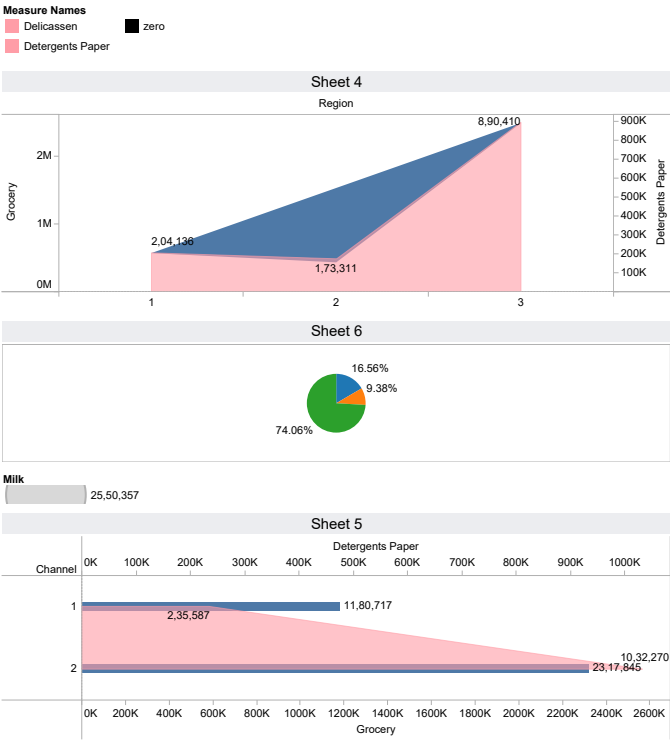 Measure Names
Delicassen zero
Detergents Paper
Sheet 4
Region
8,90,410
900K
800K
2M
700K
600K
500K
Grocery
Detergents Paper
400K
1M
300K
2,04,136
200K
1,73,311
100K
0M
1 2 3
Sheet 6
16.56%
9.38%
74.06%
Milk
25,50,357
Sheet 5
Detergents Paper
Channel 0K 100K 200K 300K 400K 500K 600K 700K 800K 900K 1000K
1 11,80,717
2,35,587
10,32,270
2 23,17,845
0K 200K 400K 600K 800K 1000K 1200K 1400K 1600K 1800K 2000K 2200K 2400K 2600K
Grocery